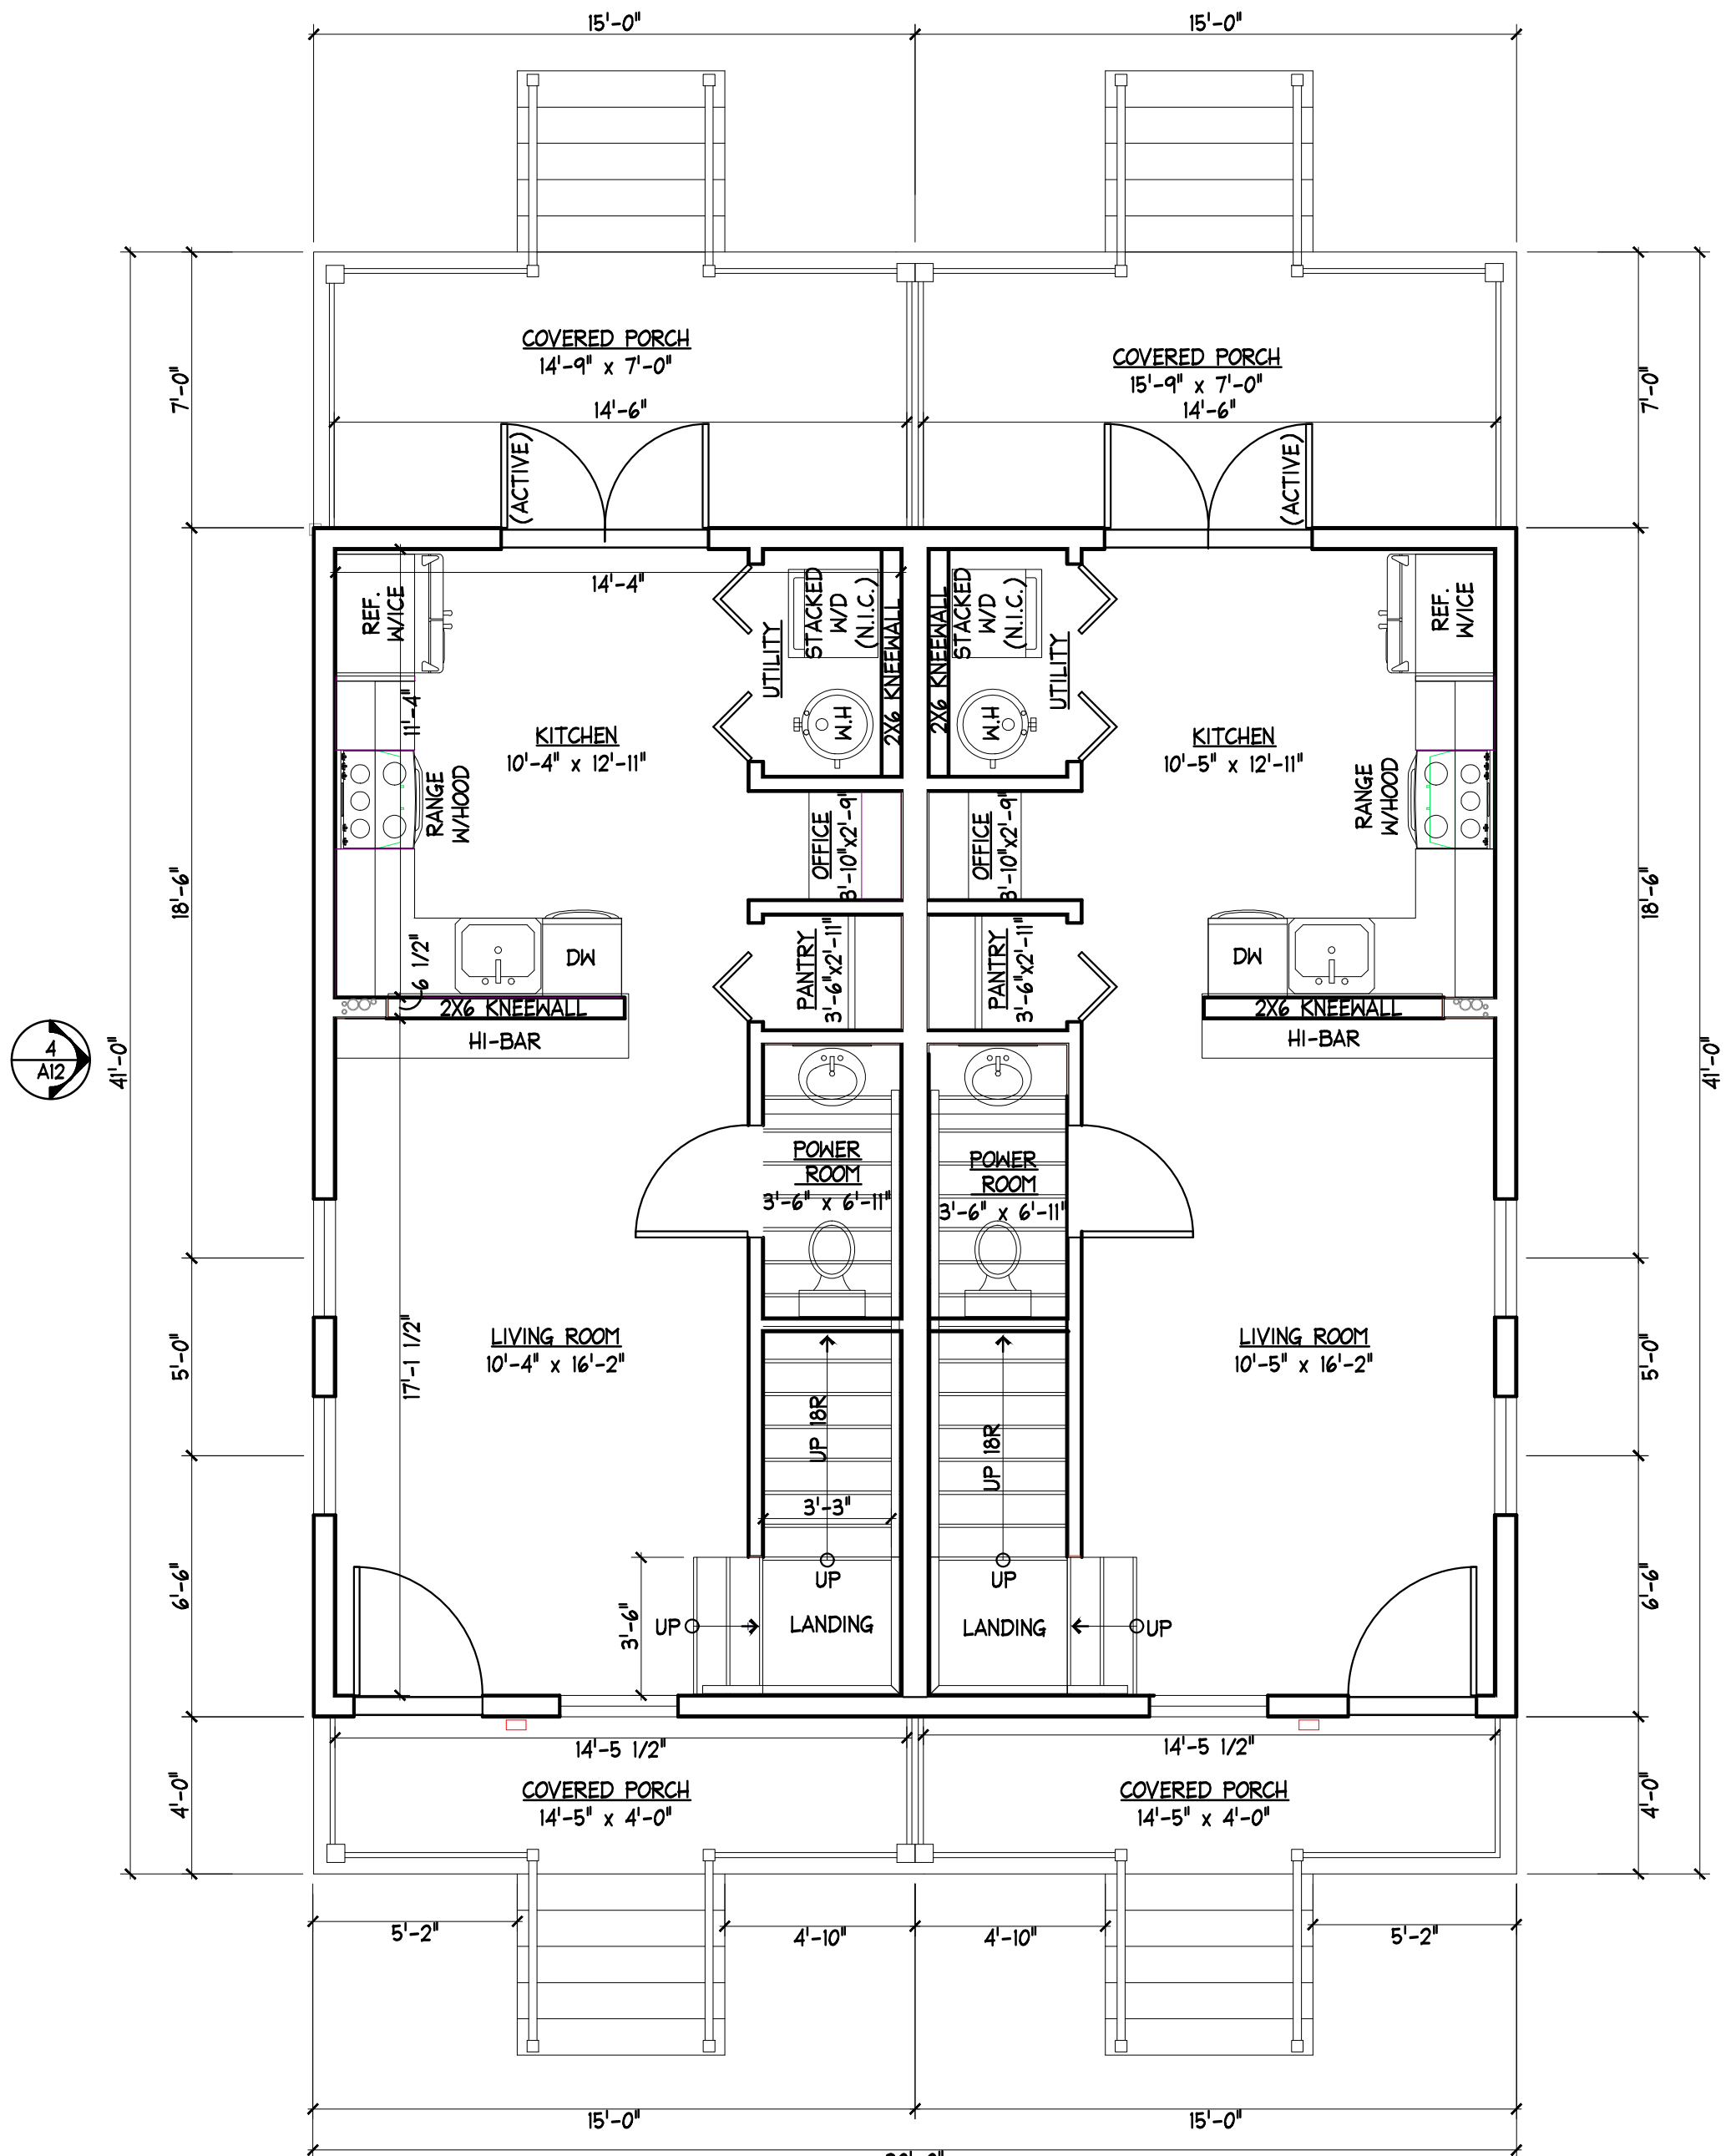 15'-0"
15'-0"
COVERED PORCH
14'-9" x 7'-0"
14'-6"
COVERED PORCH
15'-9" x 7'-0"
14'-6"
(ACTIVE)
(ACTIVE)
7'-0"
7'-0"
14'-4"
REF.
W/ICE
UTILITY
STACKED
W/D
(N.I.C.)
2X6 KNEEWALL
2X6 KNEEWALL
STACKED
W/D
(N.I.C.)
UTILITY
REF.
W/ICE
11'-4"
H.W
H.W
KITCHEN
10'-4" x 12'-11"
KITCHEN
10'-5" x 12'-11"
RANGE
W/HOOD
OFFICE
3'-10"x2'-9"
OFFICE
3'-10"x2'-9"
RANGE
W/HOOD
18'-6"
18'-6"
6 1/2"
DW
PANTRY
3'-6"x2'-11"
PANTRY
3'-6"x2'-11"
DW
2X6 KNEEWALL
2X6 KNEEWALL
HI-BAR
HI-BAR
4
A12
41'-0"
41'-0"
POWER
ROOM
3'-6" x 6'-11"
POWER
ROOM
3'-6" x 6'-11"
LIVING ROOM
10'-4" x 16'-2"
LIVING ROOM
10'-5" x 16'-2"
17'-1 1/2"
5'-0"
5'-0"
UP 18R
UP 18R
3'-3"
6'-6"
6'-6"
UP
UP
3'-6"
UP
LANDING
LANDING
UP
14'-5 1/2"
14'-5 1/2"
COVERED PORCH
14'-5" x 4'-0"
COVERED PORCH
14'-5" x 4'-0"
4'-0"
4'-0"
5'-2"
4'-10"
4'-10"
5'-2"
15'-0"
15'-0"